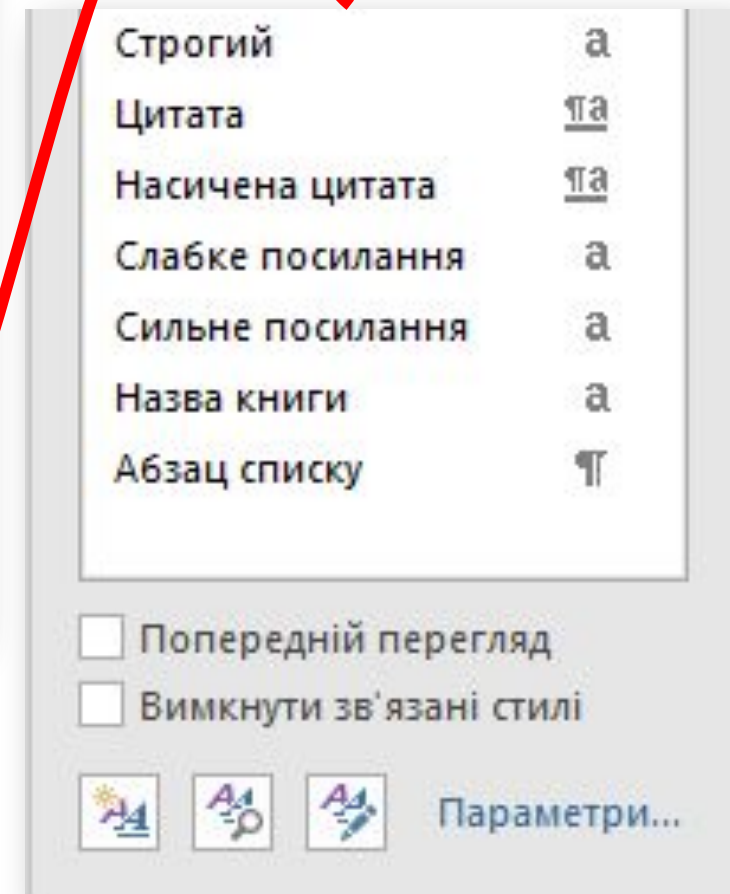 Строгий a
Цитата ¶a
Насичена цитата ¶a
Слабке посилання a
Сильне посилання a
Назва книги a
Абзац списку ¶
Попередній перегляд
Вимкнути зв'язані стилі
Параметри...